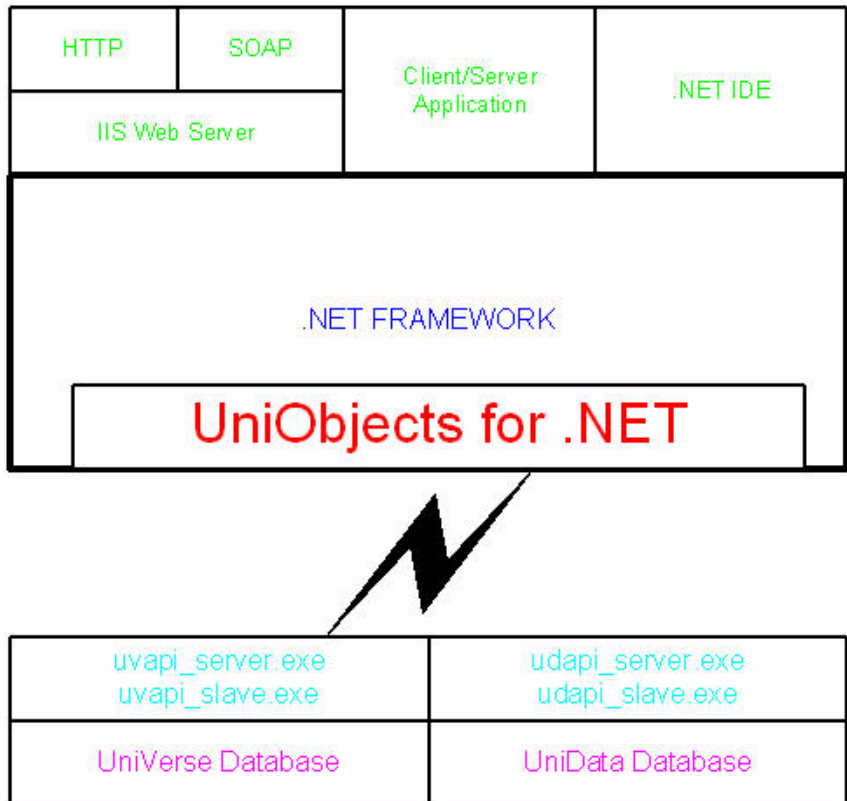 HTTP
SOAP
IIS Web Server
Client/Server
Application
.NET IDE
.NET FRAMEWORK
UniObjects for .NET
uvapi_server.exe
uvapi_slave.exe
udapi_server.exe
udapi_slave.exe
UniVerse Database
UniData Database